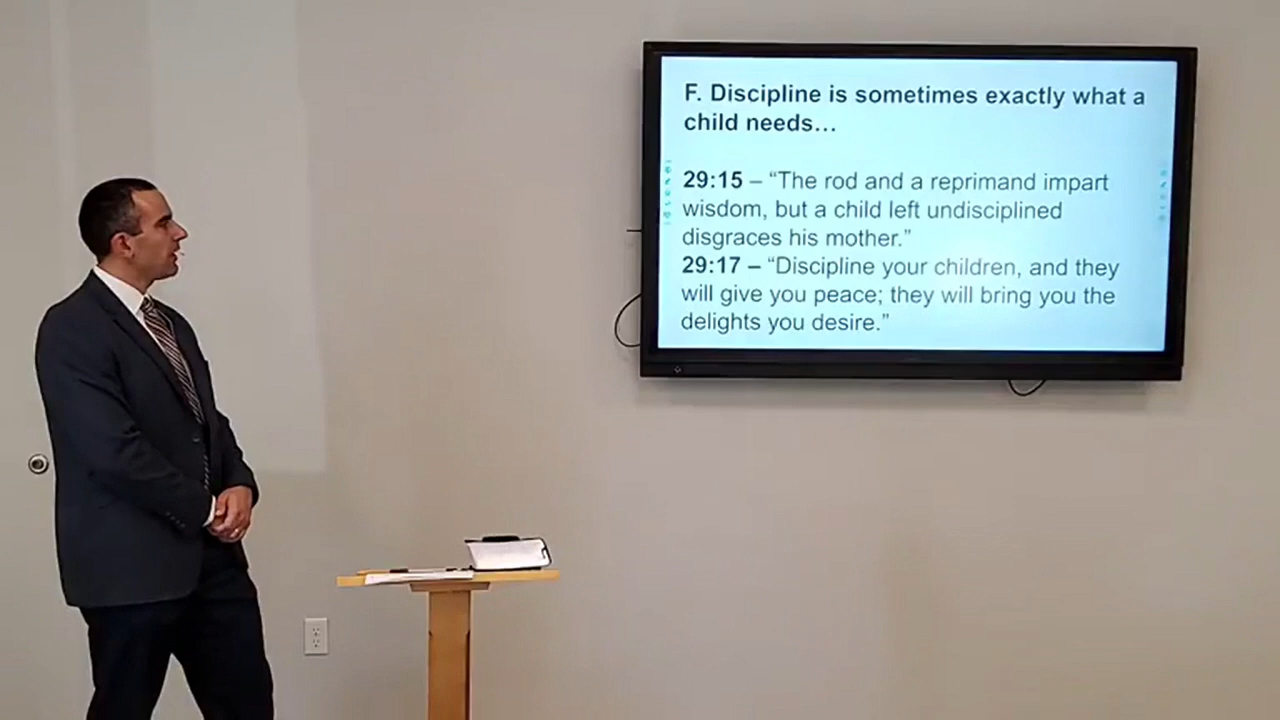 F. Discipline is sometimes exactly what a
child needs…
29:15 – “The rod and a reprimand impart
wisdom, but a child left undisciplined
disgraces his mother.”
29:17 – “Discipline your children, and they
will give you peace; they will bring you the
delights you desire.”